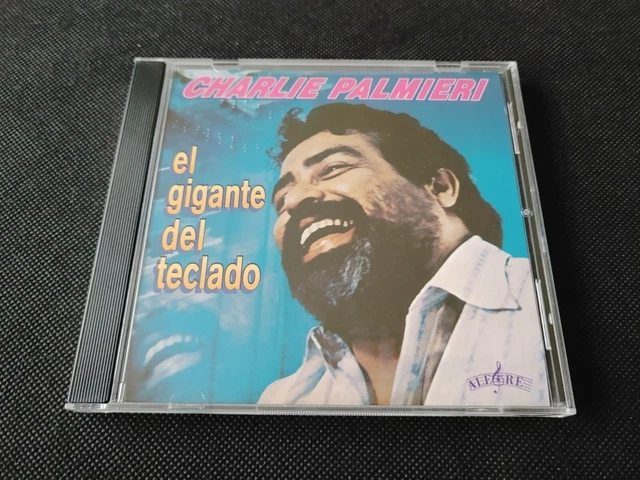 CHARLIE PALMIERI
el
gigante
del
teclado
ALEGRE